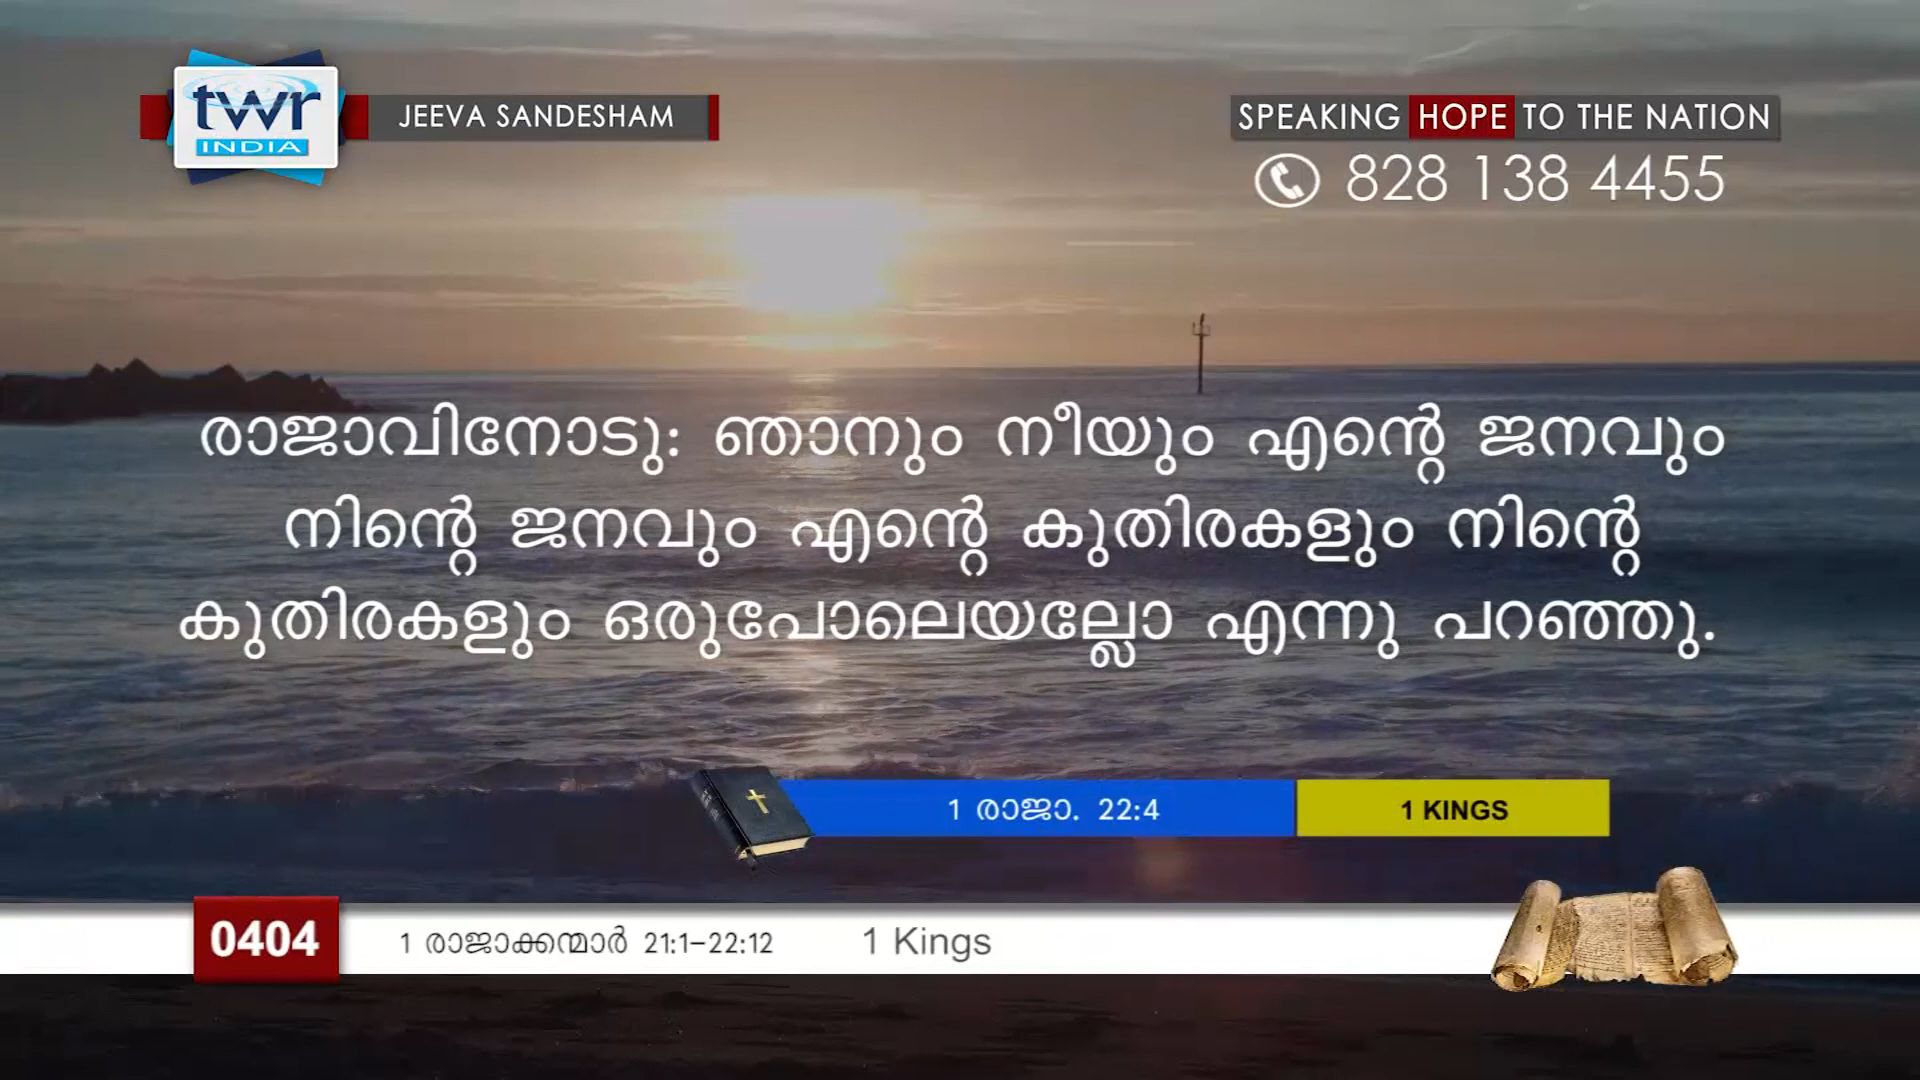 twr
INDIA
JEEVA SANDESHAM
SPEAKING HOPE TO THE NATION
828 138 4455
രാജാവിനോടു: ഞാനും നീയും എന്റെ ജനവും
നിന്റെ ജനവും എന്റെ കുതിരകളും നിന്റെ
കുതിരകളും ഒരുപോലെയല്ലോ എന്നു പറഞ്ഞു.
1 രാജാ. 22:4
1 KINGS
0404
1 രാജാക്കന്മാർ 21:1-22:12
1 Kings